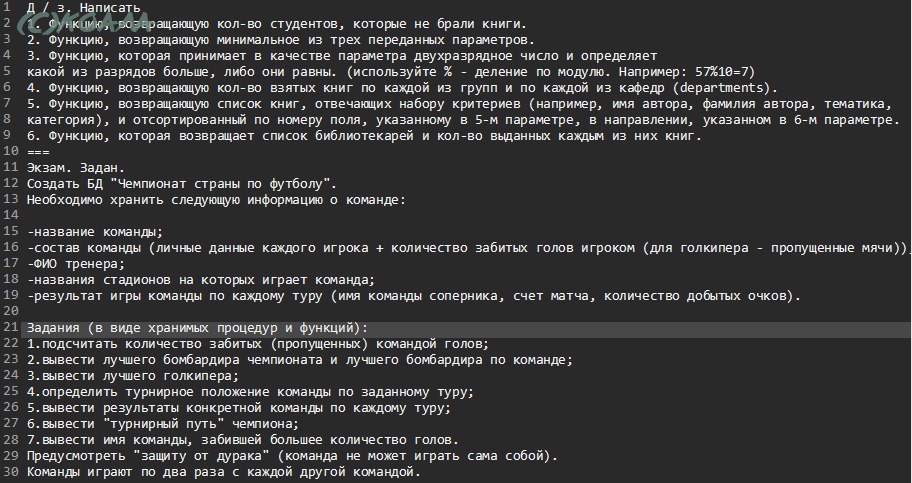 1 Д / з. Написать
2 1. Функцию, возвращающую кол-во студентов, которые не брали книги.
3 2. Функцию, возвращающую минимальное из трех переданных параметров.
4 3. Функцию, которая принимает в качестве параметра двухразрядное число и определяет
5 какой из разрядов больше, либо они равны. (используйте % - деление по модулю. Например: 57%10=7)
6 4. Функцию, возвращающую кол-во взятых книг по каждой из групп и по каждой из кафедр (departments).
7 5. Функцию, возвращающую список книг, отвечающих набору критериев (например, имя автора, фамилия автора, тематика,
8 категория), и отсортированный по номеру поля, указанному в 5-м параметре, в направлении, указанном в 6-м параметре.
9 6. Функцию, которая возвращает список библиотекарей и кол-во выданных каждым из них книг.
10 ===
11 Экзам. Задан.
12 Создать БД "Чемпионат страны по футболу".
13 Необходимо хранить следующую информацию о команде:
14
15 -название команды;
16 -состав команды (личные данные каждого игрока + количество забитых голов игроком (для голкипера - пропущенные мячи))
17 -ФИО тренера;
18 -названия стадионов на которых играет команда;
19 -результат игры команды по каждому туру (имя команды соперника, счет матча, количество добытых очков).
20
21 Задания (в виде хранимых процедур и функций):
22 1.подсчитать количество забитых (пропущенных) командой голов;
23 2.вывести лучшего бомбардира чемпионата и лучшего бомбардира по команде;
24 3.вывести лучшего голкипера;
25 4.определить турнирное положение команды по заданному туру;
26 5.вывести результаты конкретной команды по каждому туру;
27 6.вывести "турнирный путь" чемпиона;
28 7.вывести имя команды, забившей большее количество голов.
29 Предусмотреть "защиту от дурака" (команда не может играть сама собой).
30 Команды играют по два раза с каждой другой командой.